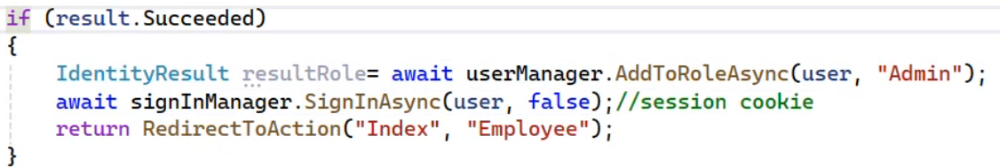 if (result.Succeeded)
{
    IdentityResult resultRole= await userManager.AddToRoleAsync(user, "Admin");
    await signInManager.SignInAsync(user, false);//session cookie
    return RedirectToAction("Index", "Employee");
}